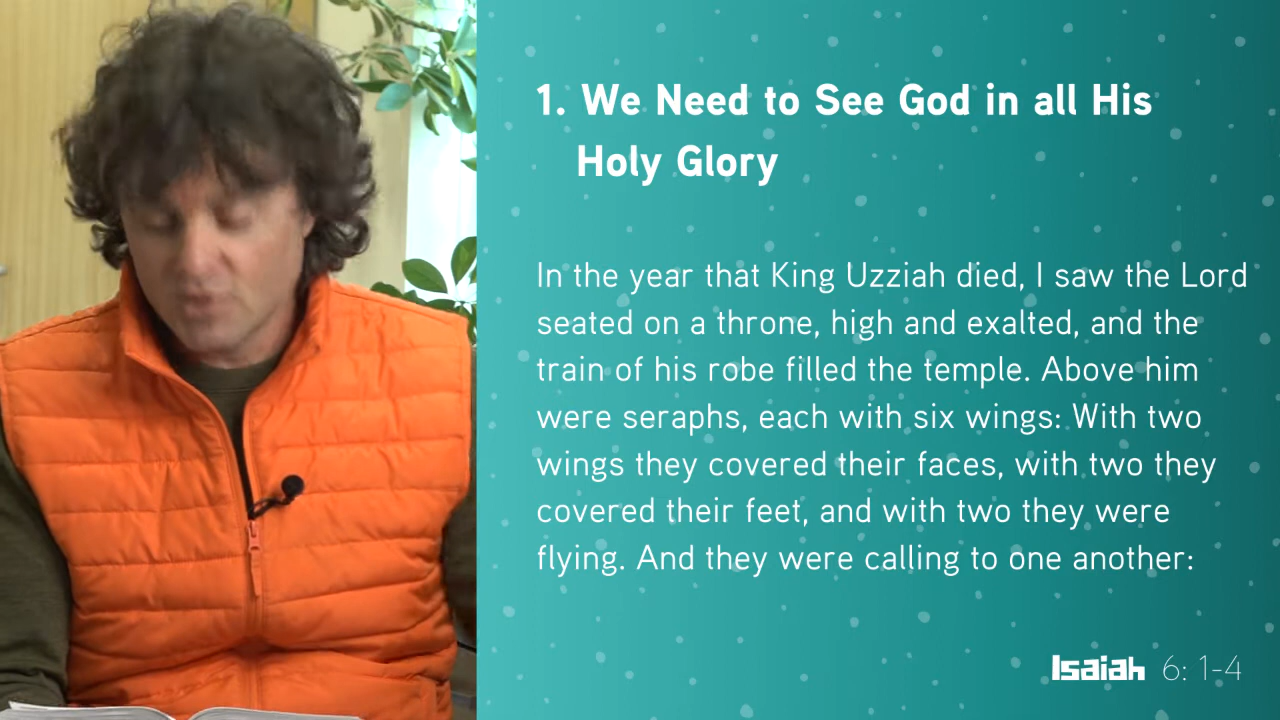 1. We Need to See God in all His
Holy Glory
In the year that King Uzziah died, I saw the Lord
seated on a throne, high and exalted, and the
train of his robe filled the temple. Above him
were seraphs, each with six wings: With two
wings they covered their faces, with two they
covered their feet, and with two they were
flying. And they were calling to one another:
Isaiah 6: 1-4